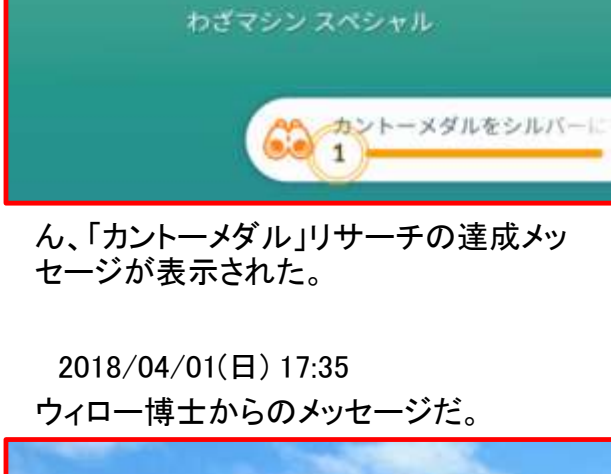 わざマシン スペシャル
カントーメダルをシルバーに
1
ん、「カントーメダル」リサーチの達成メッ
セージが表示された。
2018/04/01(日) 17:35
ウィロー博士からのメッセージだ。